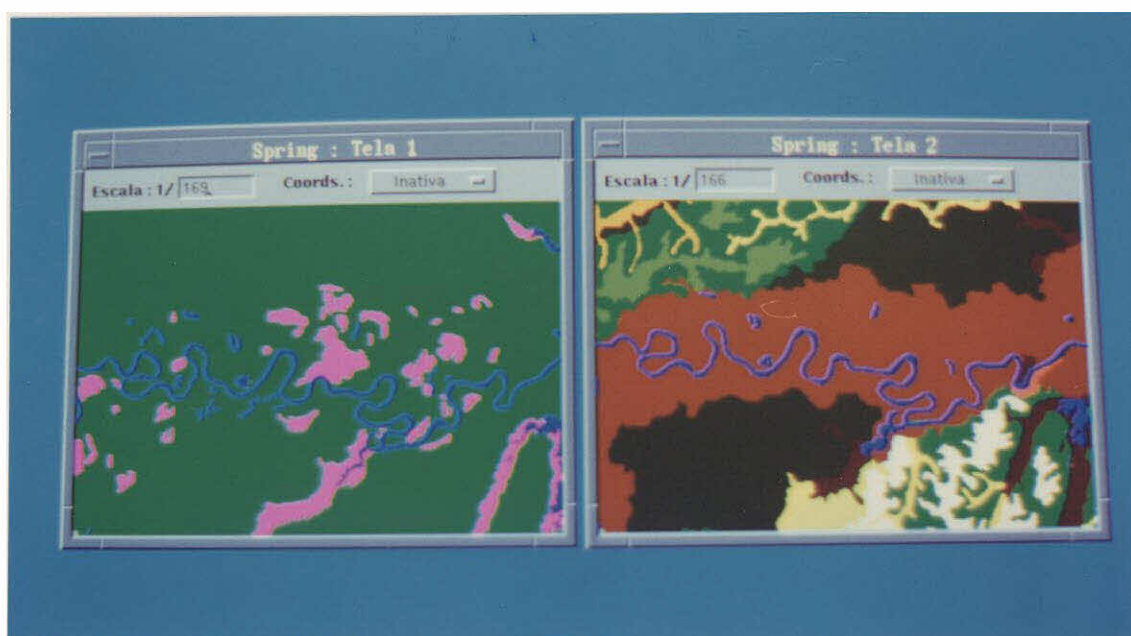 Spring : Tela 1
Escala : 1/ 169 Coords. : Inativa
Spring : Tela 2
Escala : 1/ 166 Coords. : Inativa